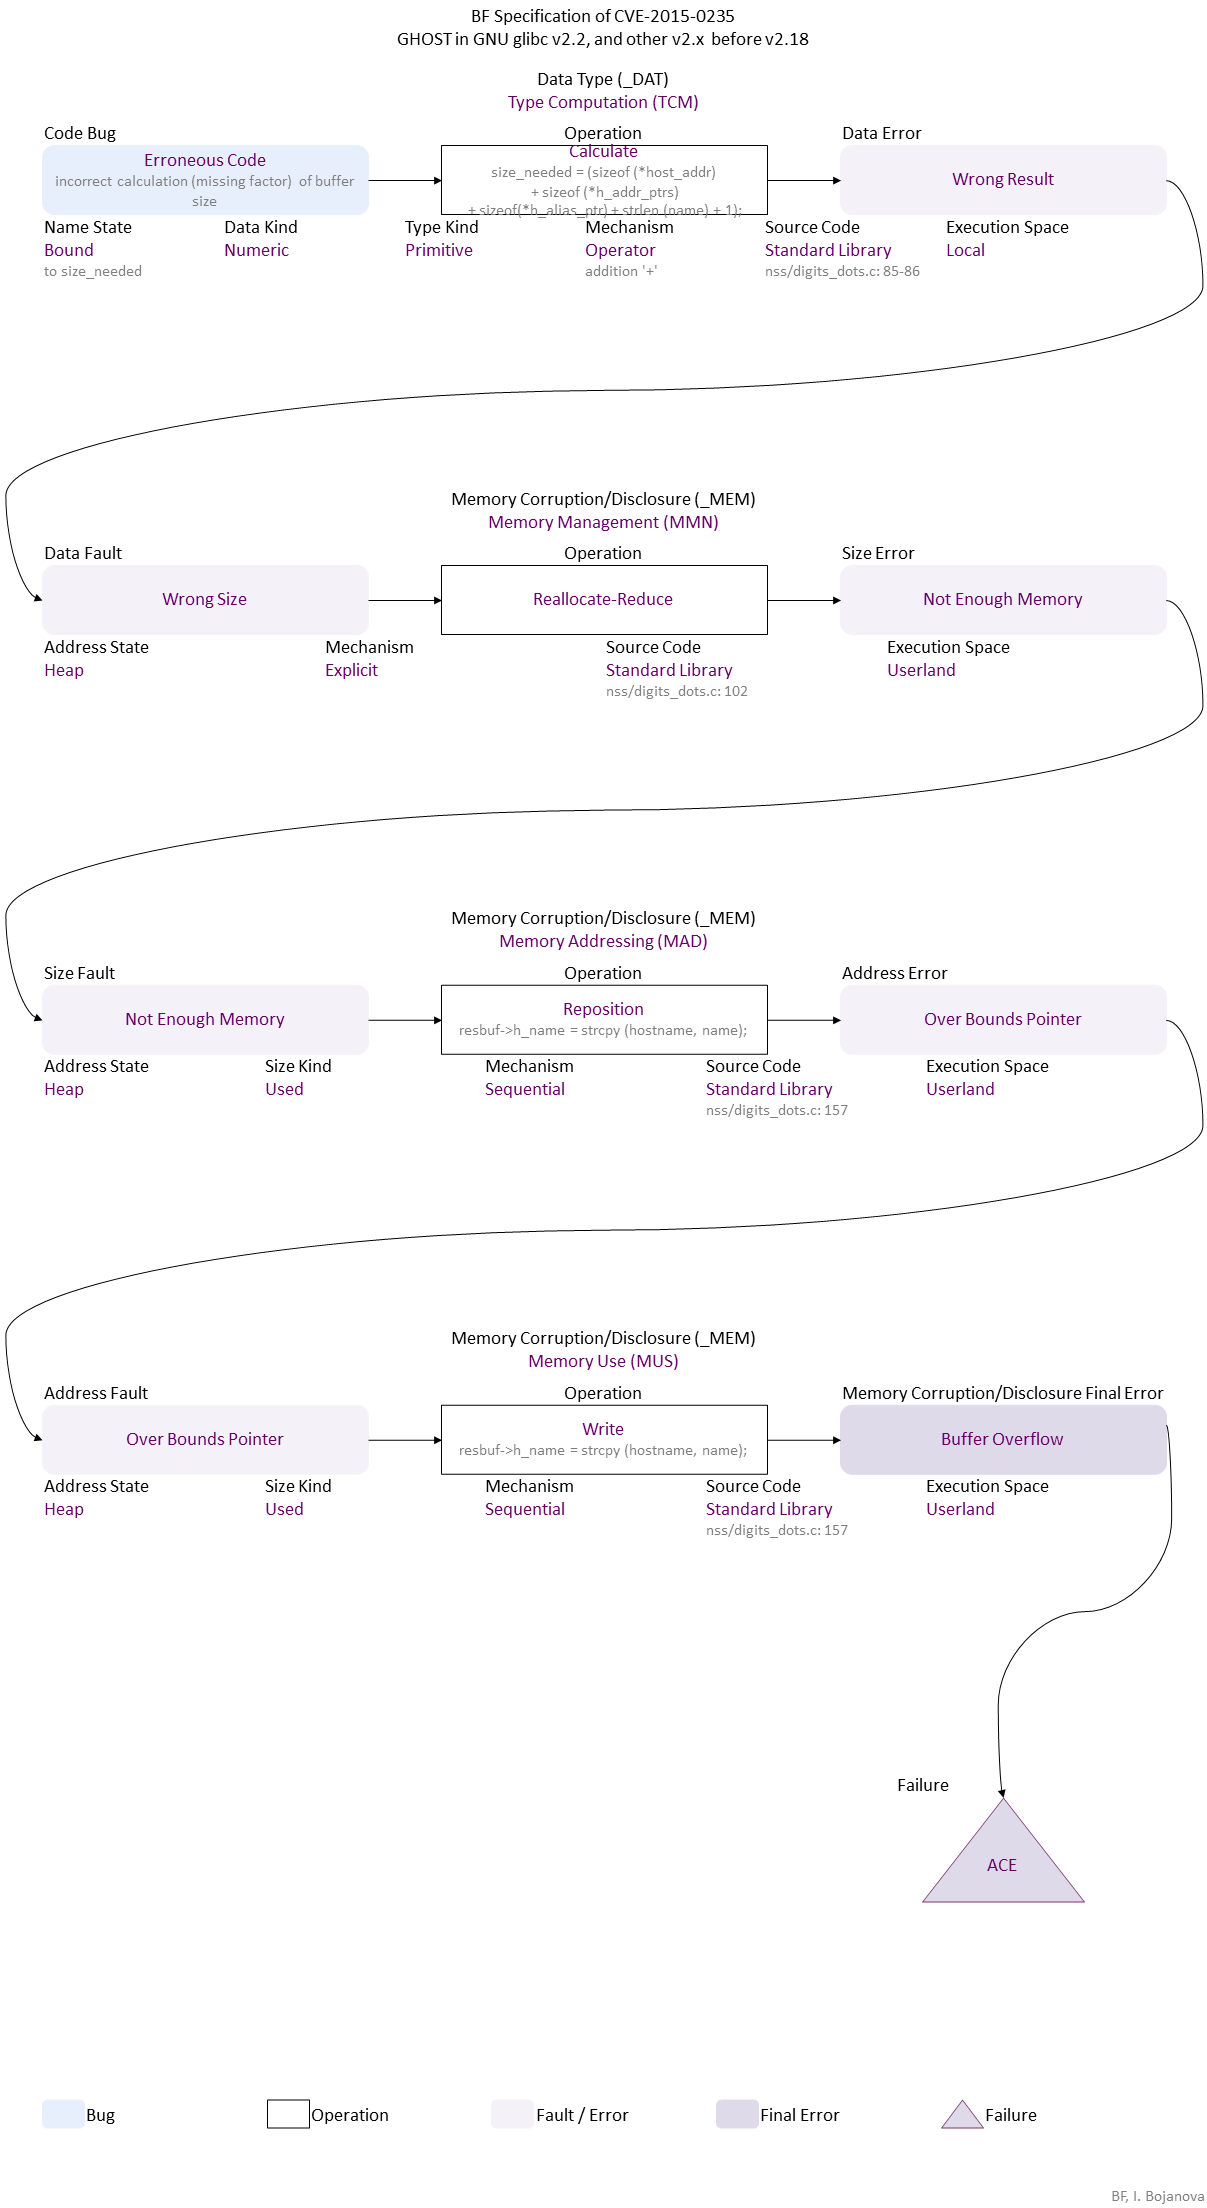 BF Specification of CVE-2015-0235
GHOST in GNU glibc v2.2, and other v2.x before v2.18
Data Type (_DAT)
Type Computation (TCM)
Code Bug
Operation
Data Error
Erroneous Code
incorrect calculation (missing factor) of buffer
size
Calculate
size_needed = (sizeof (*host_addr)
+ sizeof (*h_addr_ptrs)
+ sizeof(*h_alias_ptr) + strlen (name) + 1);
Wrong Result
Name State
Data Kind
Type Kind
Mechanism
Source Code
Execution Space
Bound
Numeric
Primitive
Operator
Standard Library
Local
to size_needed
addition '+'
nss/digits_dots.c: 85-86
Memory Corruption/Disclosure (_MEM)
Memory Management (MMN)
Data Fault
Operation
Size Error
Wrong Size
Reallocate-Reduce
Not Enough Memory
Address State
Mechanism
Source Code
Execution Space
Heap
Explicit
Standard Library
Userland
nss/digits_dots.c: 102
Memory Corruption/Disclosure (_MEM)
Memory Addressing (MAD)
Size Fault
Operation
Address Error
Not Enough Memory
Reposition
resbuf->h_name = strcpy (hostname, name);
Over Bounds Pointer
Address State
Size Kind
Mechanism
Source Code
Execution Space
Heap
Used
Sequential
Standard Library
Userland
nss/digits_dots.c: 157
Memory Corruption/Disclosure (_MEM)
Memory Use (MUS)
Address Fault
Operation
Memory Corruption/Disclosure Final Error
Over Bounds Pointer
Write
resbuf->h_name = strcpy (hostname, name);
Buffer Overflow
Address State
Size Kind
Mechanism
Source Code
Execution Space
Heap
Used
Sequential
Standard Library
Userland
nss/digits_dots.c: 157
Failure
ACE
Bug
Operation
Fault / Error
Final Error
Failure
BF, I. Bojanova